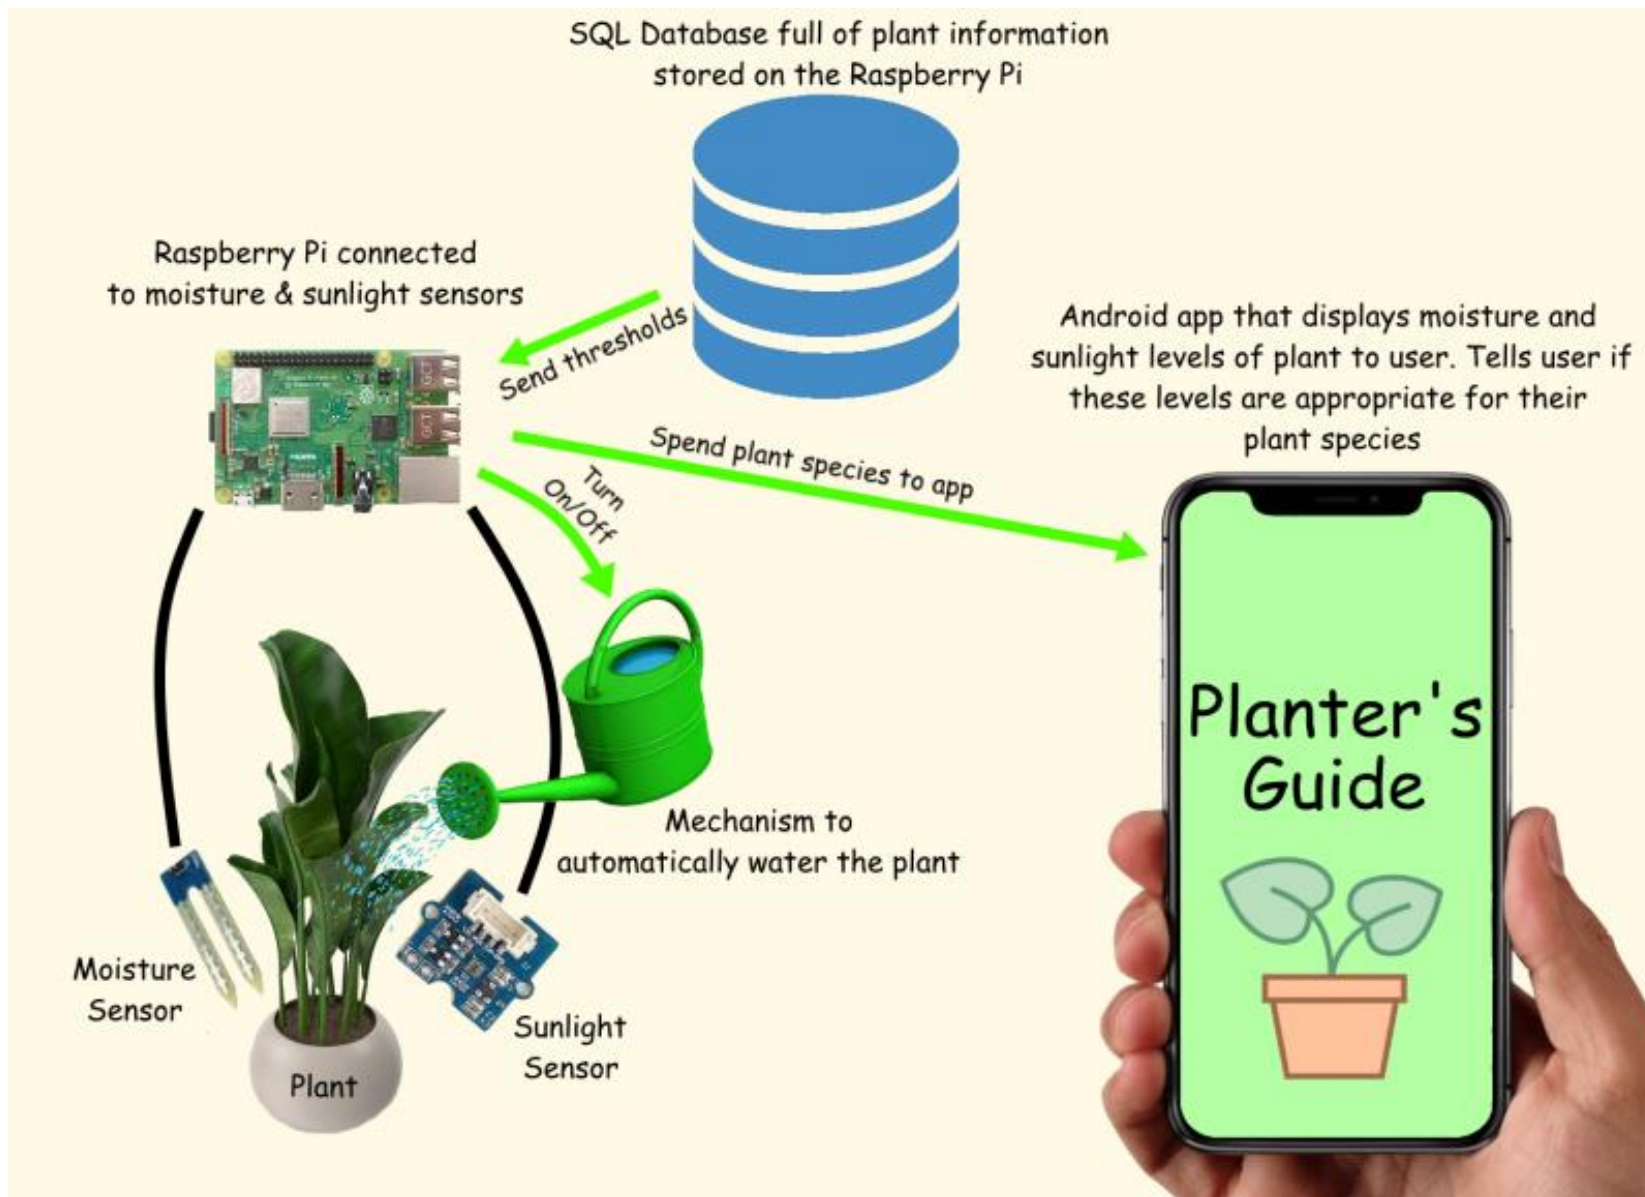 SQL Database full of plant information
stored on the Raspberry Pi
Raspberry Pi connected
to moisture & sunlight sensors
Send thresholds
Android app that displays moisture and
sunlight levels of plant to user. Tells user if
these levels are appropriate for their
plant species
Spend plant species to app
Turn
On/Off
GCT
GCT
Planter's
Guide
Mechanism to
automatically water the plant
Moisture
Sensor
Sunlight
Sensor
Plant